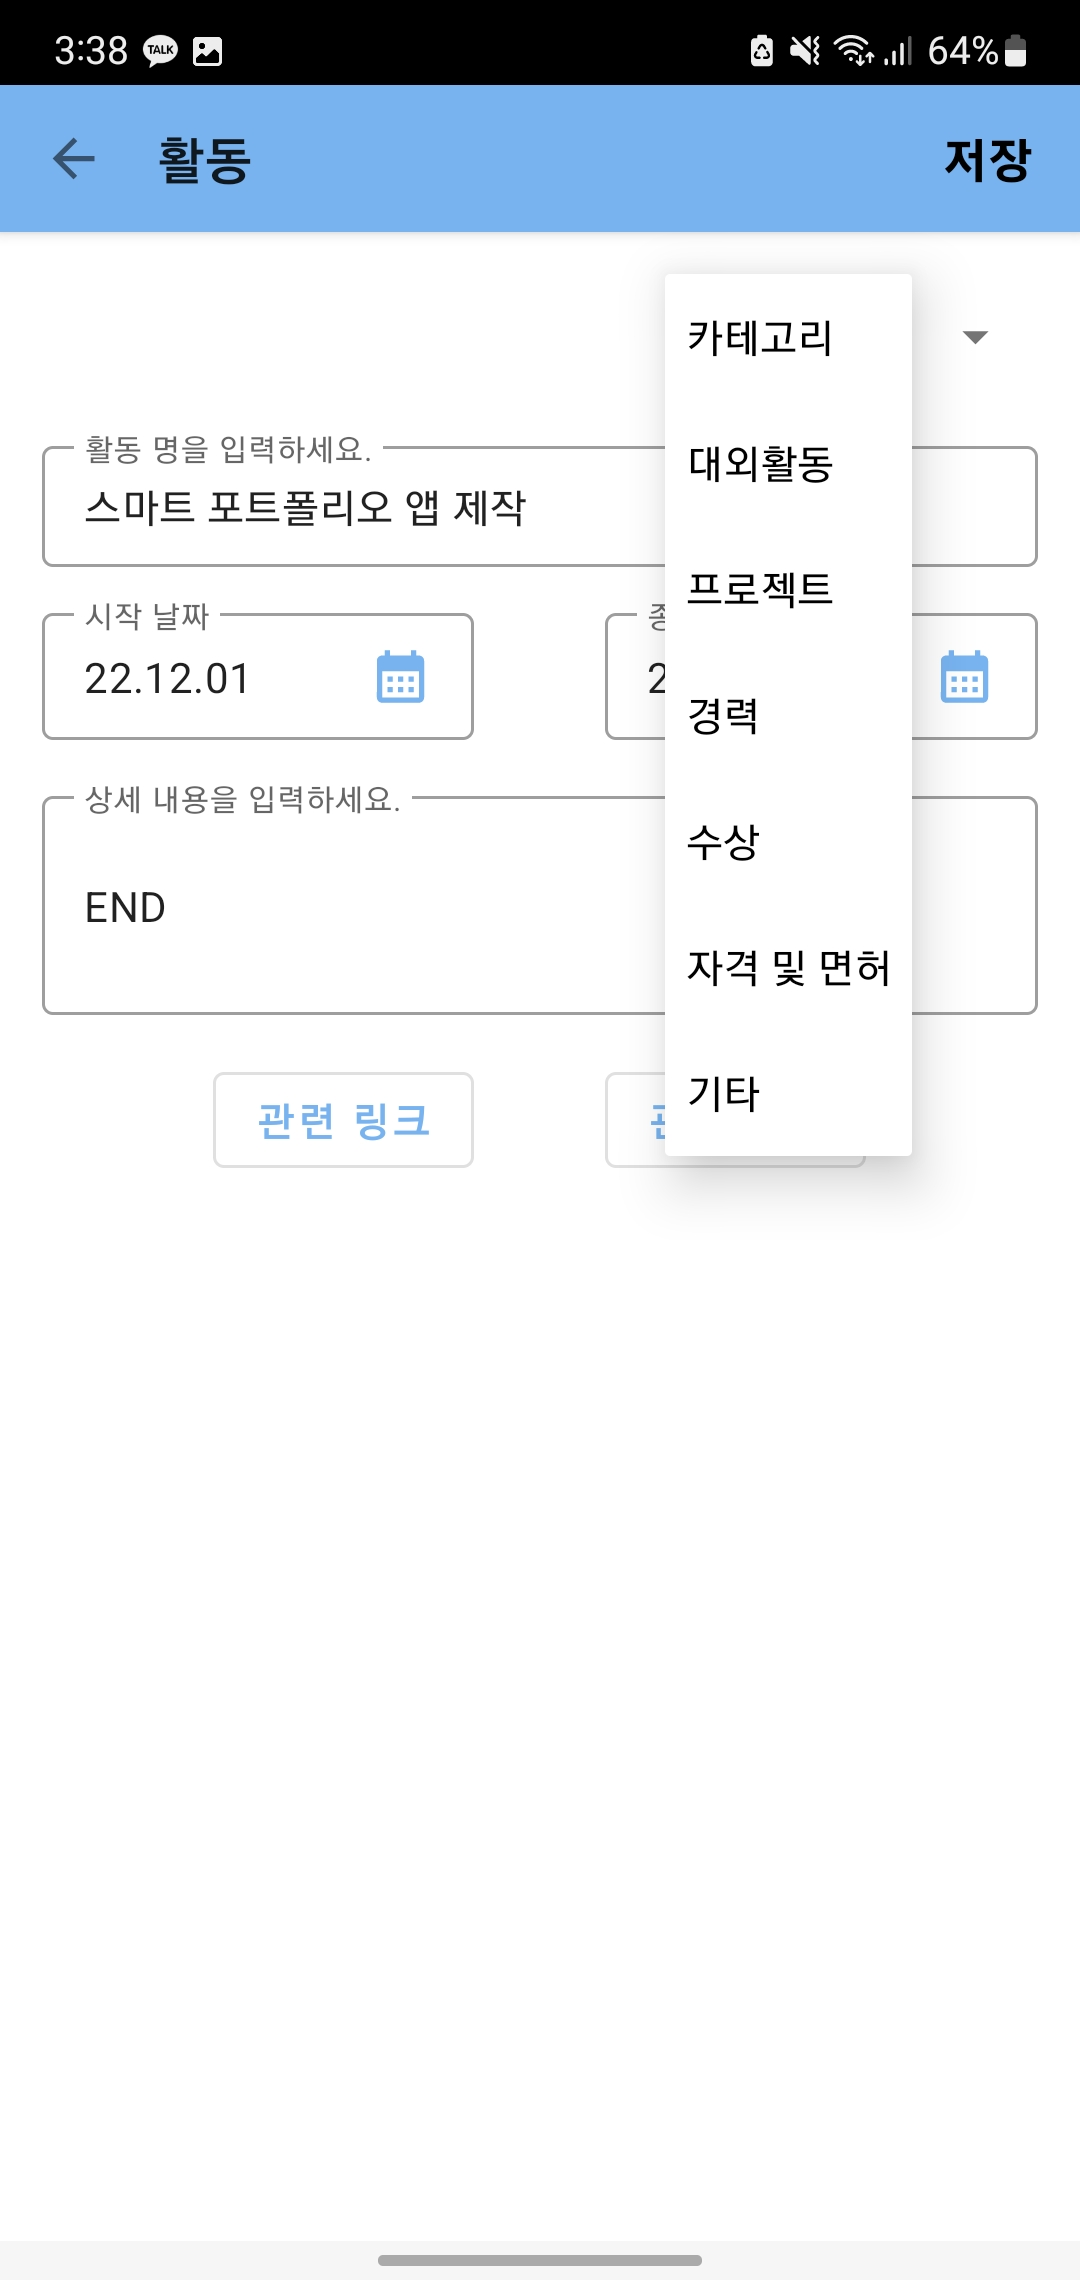 3:38 TALK 64%
활동 저장
카테고리
대외활동
프로젝트
경력
수상
자격 및 면허
기타
활동 명을 입력하세요.
스마트 포트폴리오 앱 제작
시작 날짜
22.12.01
상세 내용을 입력하세요.
END
관련 링크